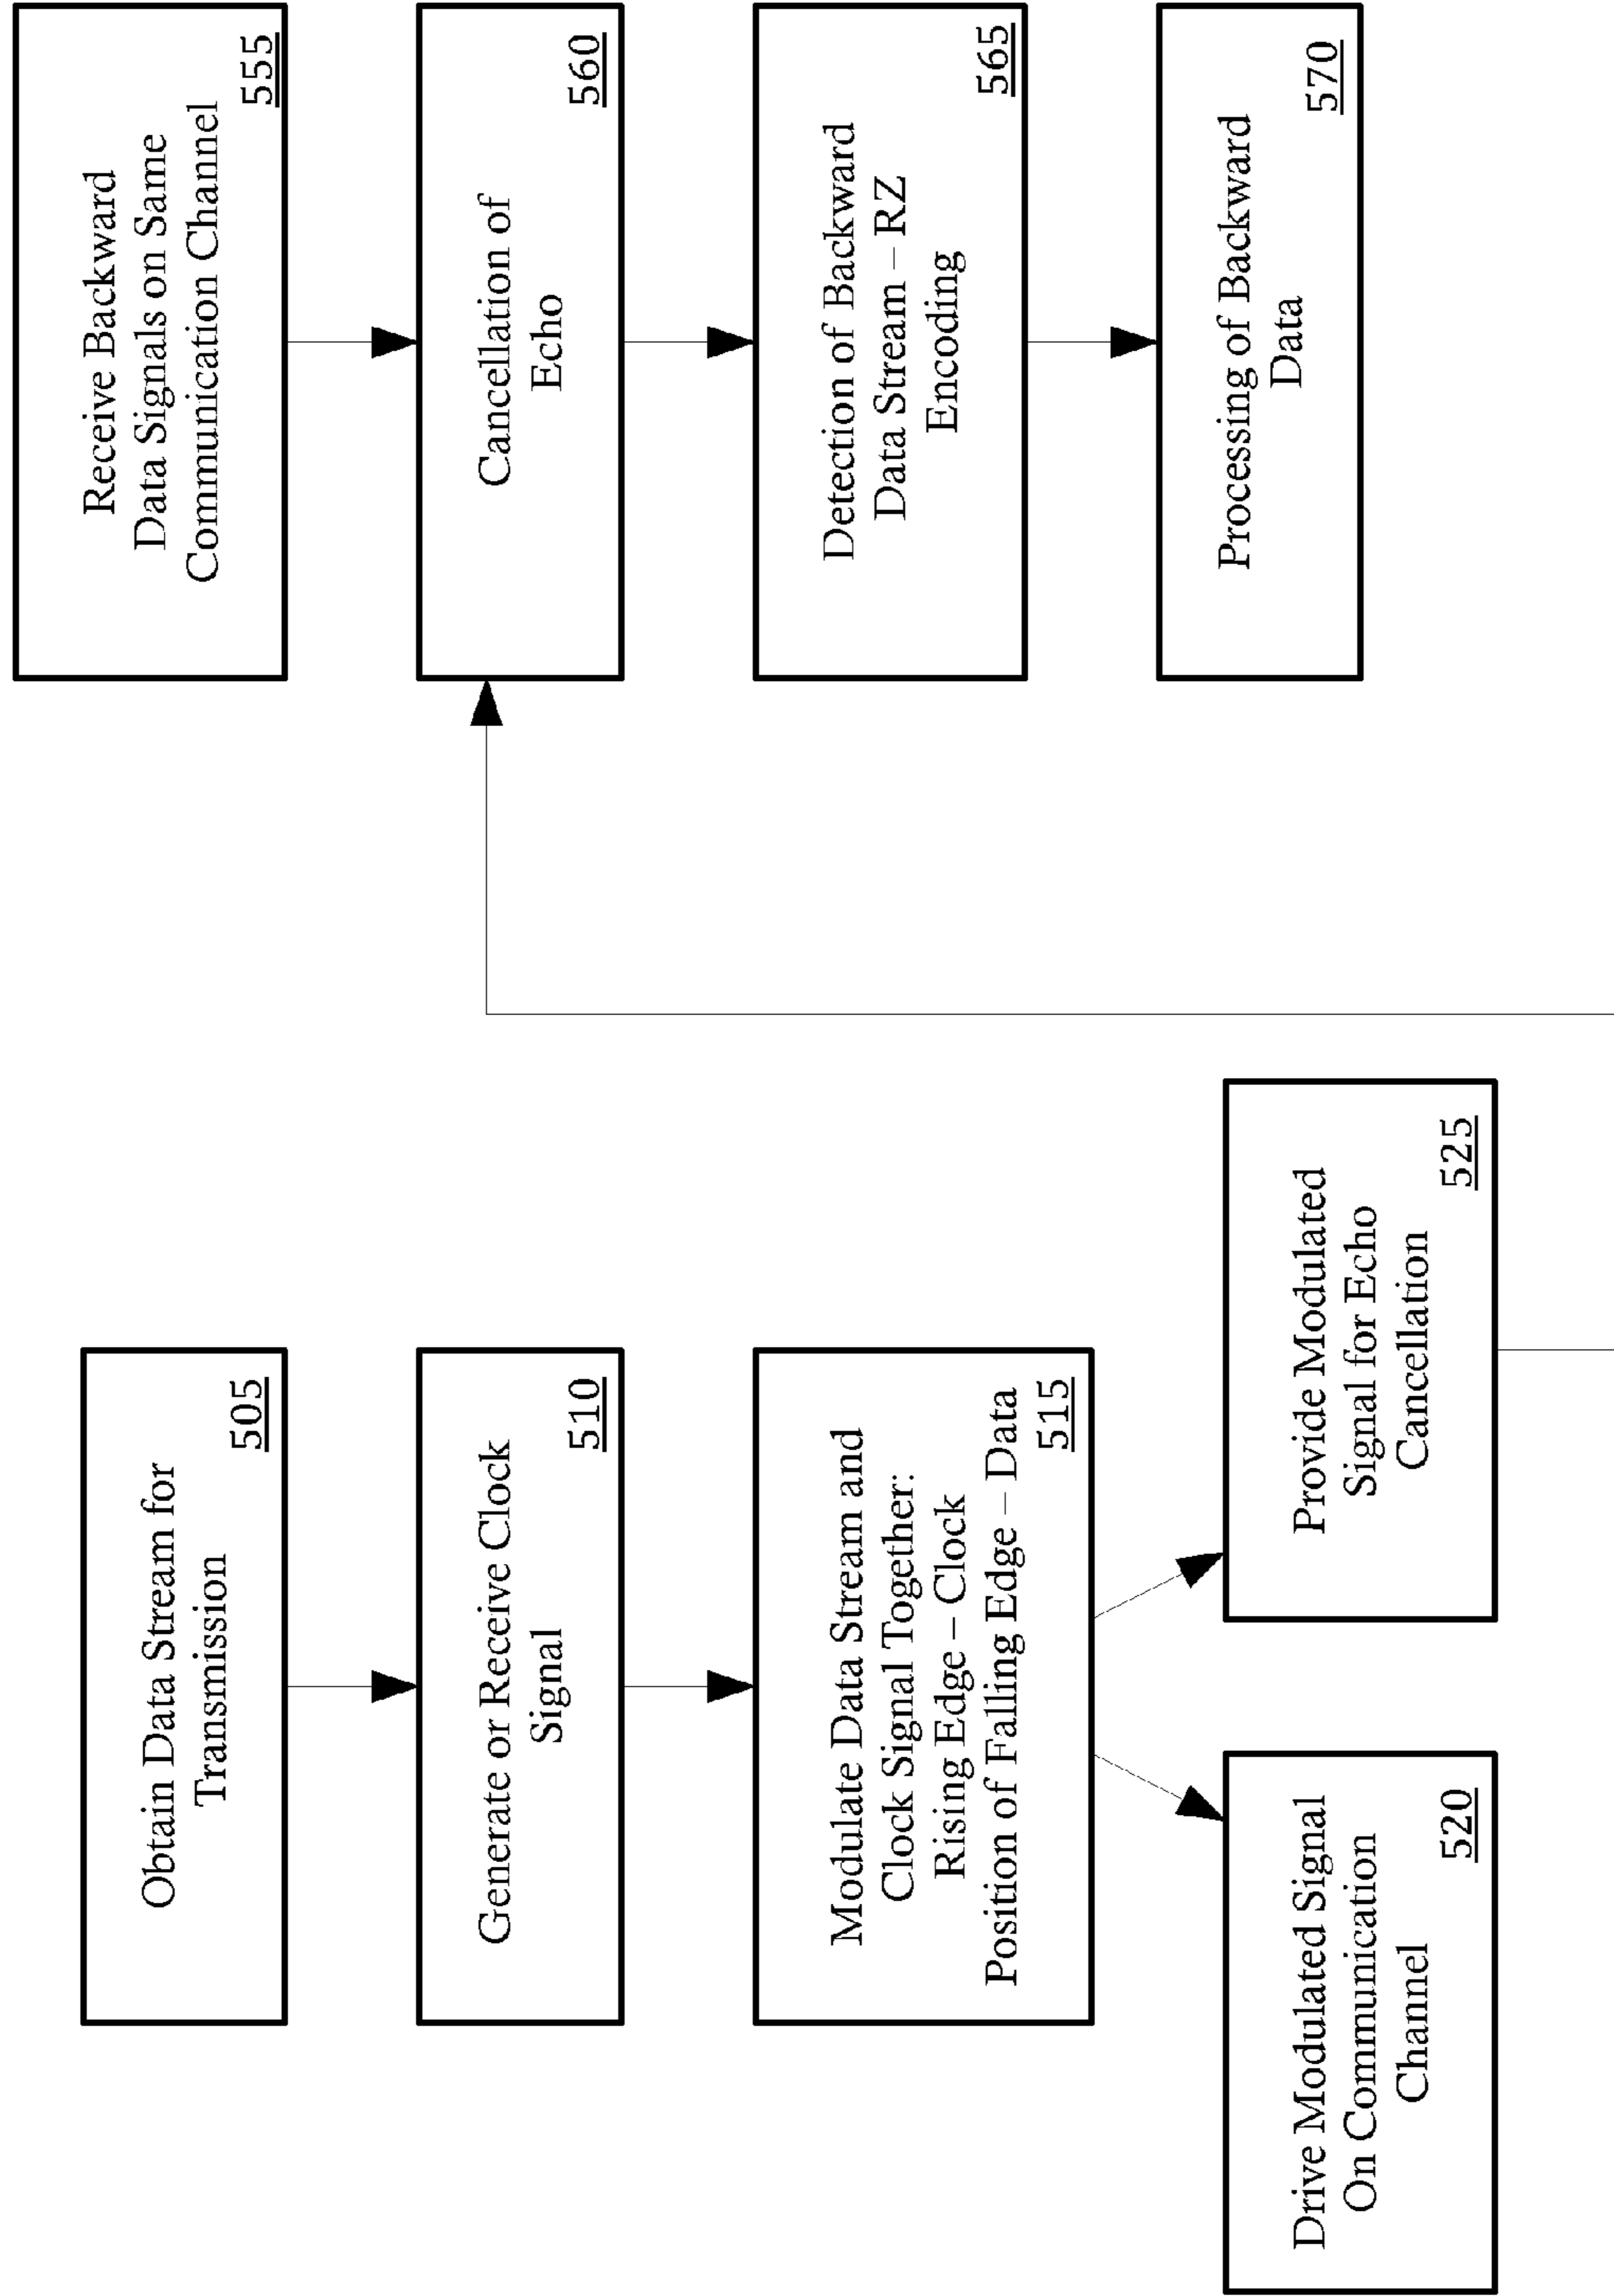 Obtain Data Stream for
Transmission
505
Generate or Receive Clock
Signal
510
Modulate Data Stream and
Clock Signal Together:
Rising Edge – Clock
Position of Falling Edge – Data
515
Drive Modulated Signal
On Communication
Channel
520
Provide Modulated
Signal for Echo
Cancellation
525
Receive Backward
Data Signals on Same
Communication Channel
555
Cancellation of
Echo
560
Detection of Backward
Data Stream – RZ
Encoding
565
Processing of Backward
Data
570